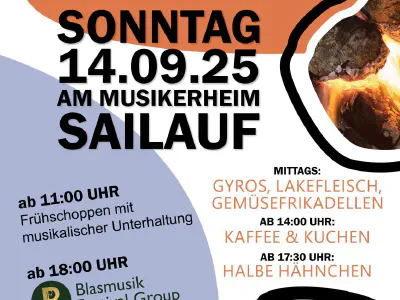 SONNTAG
14.09.25
AM MUSIKERHEIM
SAILAUF
ab 11:00 UHR
Frühschoppen mit
musikalischer Unterhaltung
ab 18:00 UHR
Blasmusik
Group
MITTAGS:
GYROS, LAKEFLEISCH,
GEMÜSEFRIKADELLEN
AB 14:00 UHR:
KAFFEE & KUCHEN
AB 17:30 UHR:
HALBE HÄHNCHEN